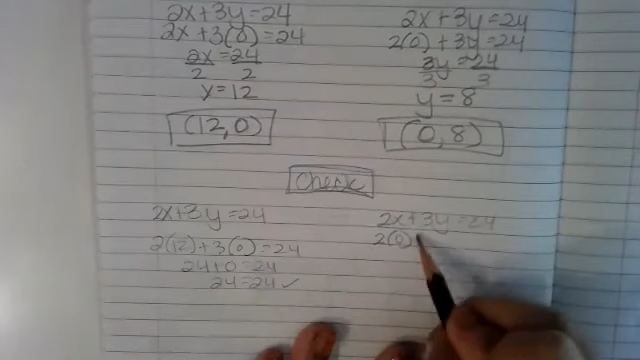 2x+3y=24
2x+3(0)=24
2x=24
2 2
y=12
(12,0)
2x+3y=24
2(0)+3y=24
3y=24
3 3
y=8
(0,8)
Check
2x+3y=24
2(12)+3(0)=24
24+0=24
24=24✓
2x+3y=24
2(0)